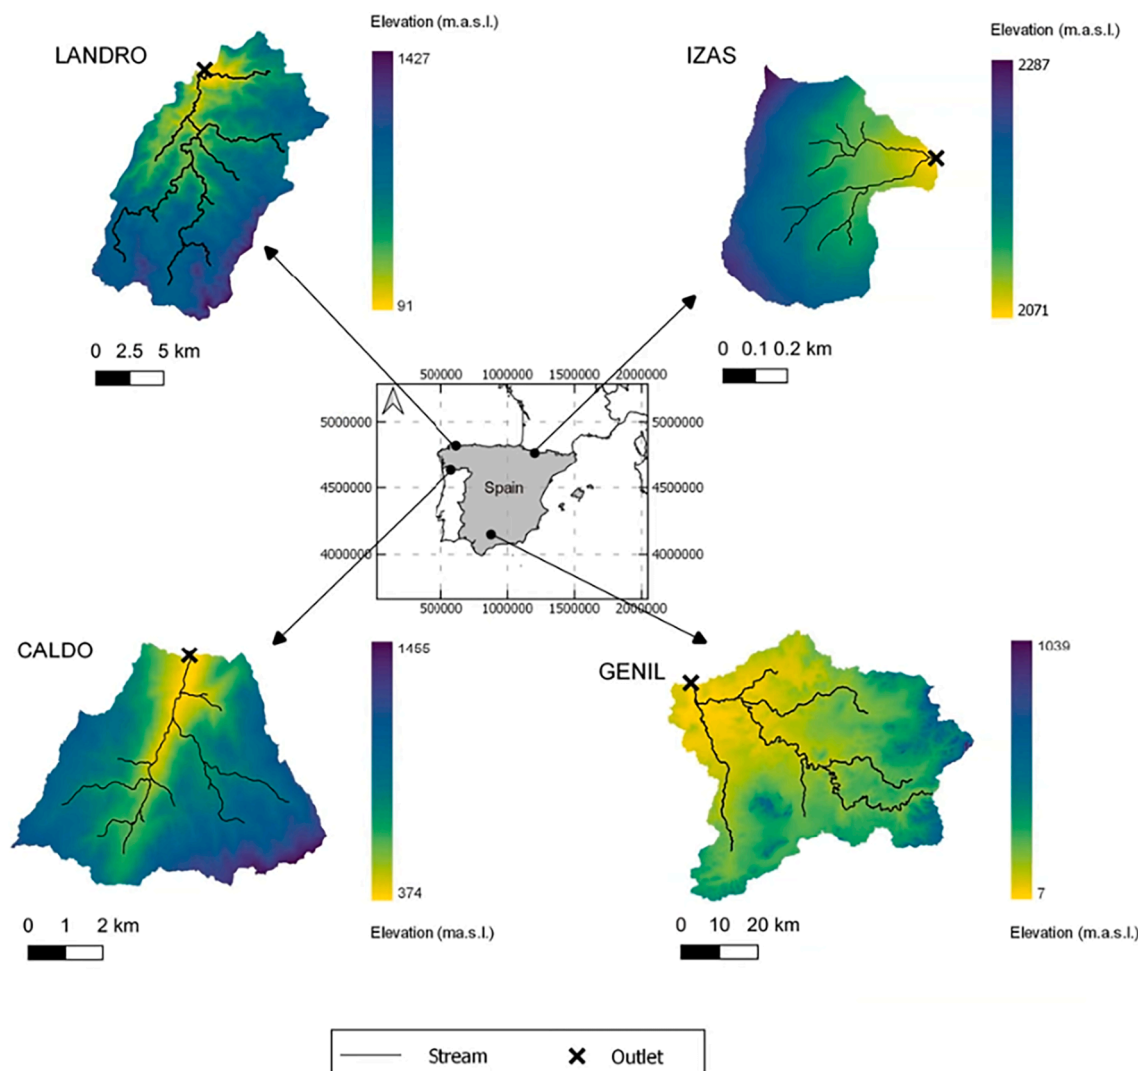 Elevation (m.a.s.l.)
LANDRO
1427
91
0 2.5 5 km
Elevation (m.a.s.l.)
IZAS
2287
2071
0 0.1 0.2 km
500000 1000000 1500000 2000000
5000000 5000000
4500000 Spain 4500000
4000000 4000000
500000 1000000 1500000 2000000
CALDO
1455
374
0 1 2 km
Elevation (ma.s.l.)
GENIL
1039
7
0 10 20 km
Elevation (m.a.s.l.)
Stream Outlet